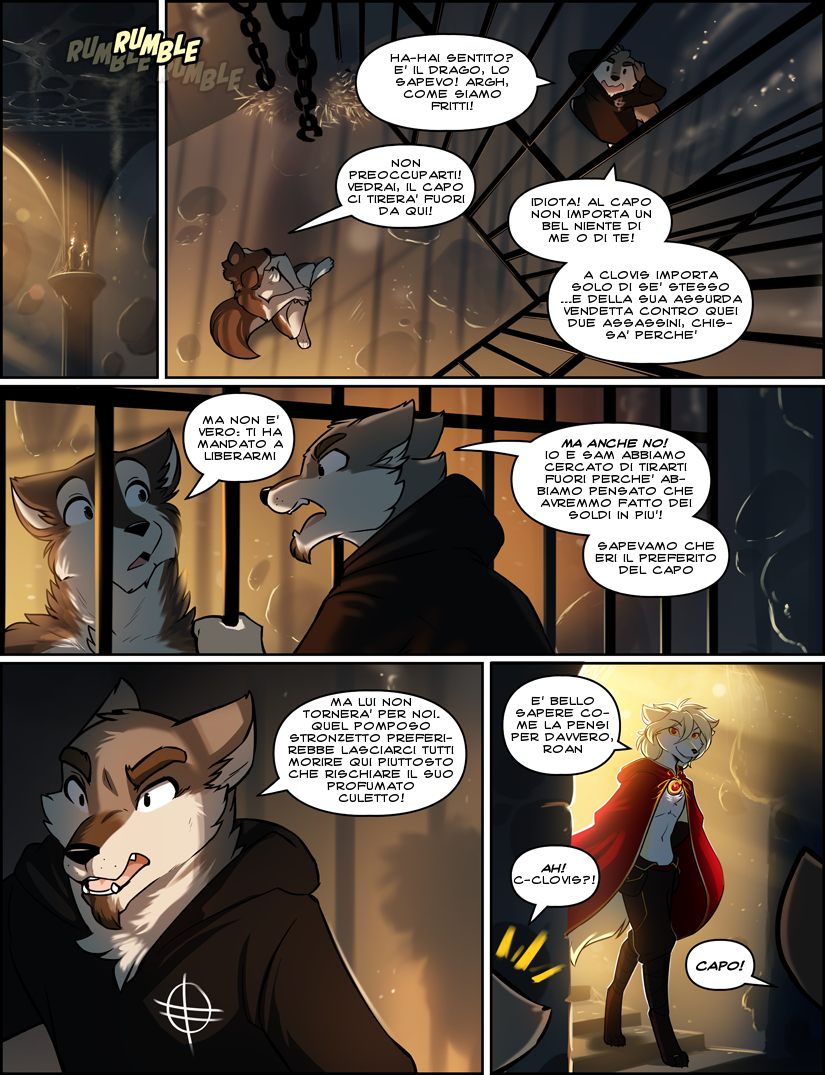 RUMBLE
RUMBLE
RUMBLE
HA-HAI SENTITO?
E' IL DRAGO, LO
SAPEVO! ARGH,
COME SIAMO
FRITTI!
NON
PREOCCUPARTI!
VEDRAI, IL CAPO
CI TIRERA' FUORI
DA QUI!
IDIOTA! AL CAPO
NON IMPORTA UN
BEL NIENTE DI
ME O DI TE!
A CLOVIS IMPORTA
SOLO DI SE' STESSO
...E DELLA SUA ASSURDA
VENDETTA CONTRO QUEI
DUE ASSASSINI, CHIS-
SA' PERCHE'
MA NON E'
VERO: TI HA
MANDATO A
LIBERARMI
MA ANCHE NO!
IO E SAM ABBIAMO
CERCATO DI TIRARTI
FUORI PERCHE' AB-
BIAMO PENSATO CHE
AVREMMO FATTO DEI
SOLDI IN PIU'!
SAPEVAMO CHE
ERI IL PREFERITO
DEL CAPO
MA LUI NON
TORNERA' PER NOI.
QUEL POMPOSO
STRONZETTO PREFERI-
REBBE LASCIARCI TUTTI
MORIRE QUI PIUTTOSTO
CHE RISCHIARE IL SUO
PROFUMATO
CULETTO!
E' BELLO
SAPERE CO-
ME LA PENSI
PER DAVVERO,
ROAN
AH!
C-CLOVIS?!
CAPO!